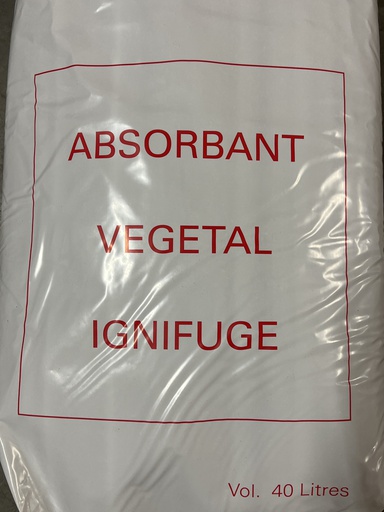 ABSORBANT
VEGETAL
IGNIFUGE
Vol. 40 Litres